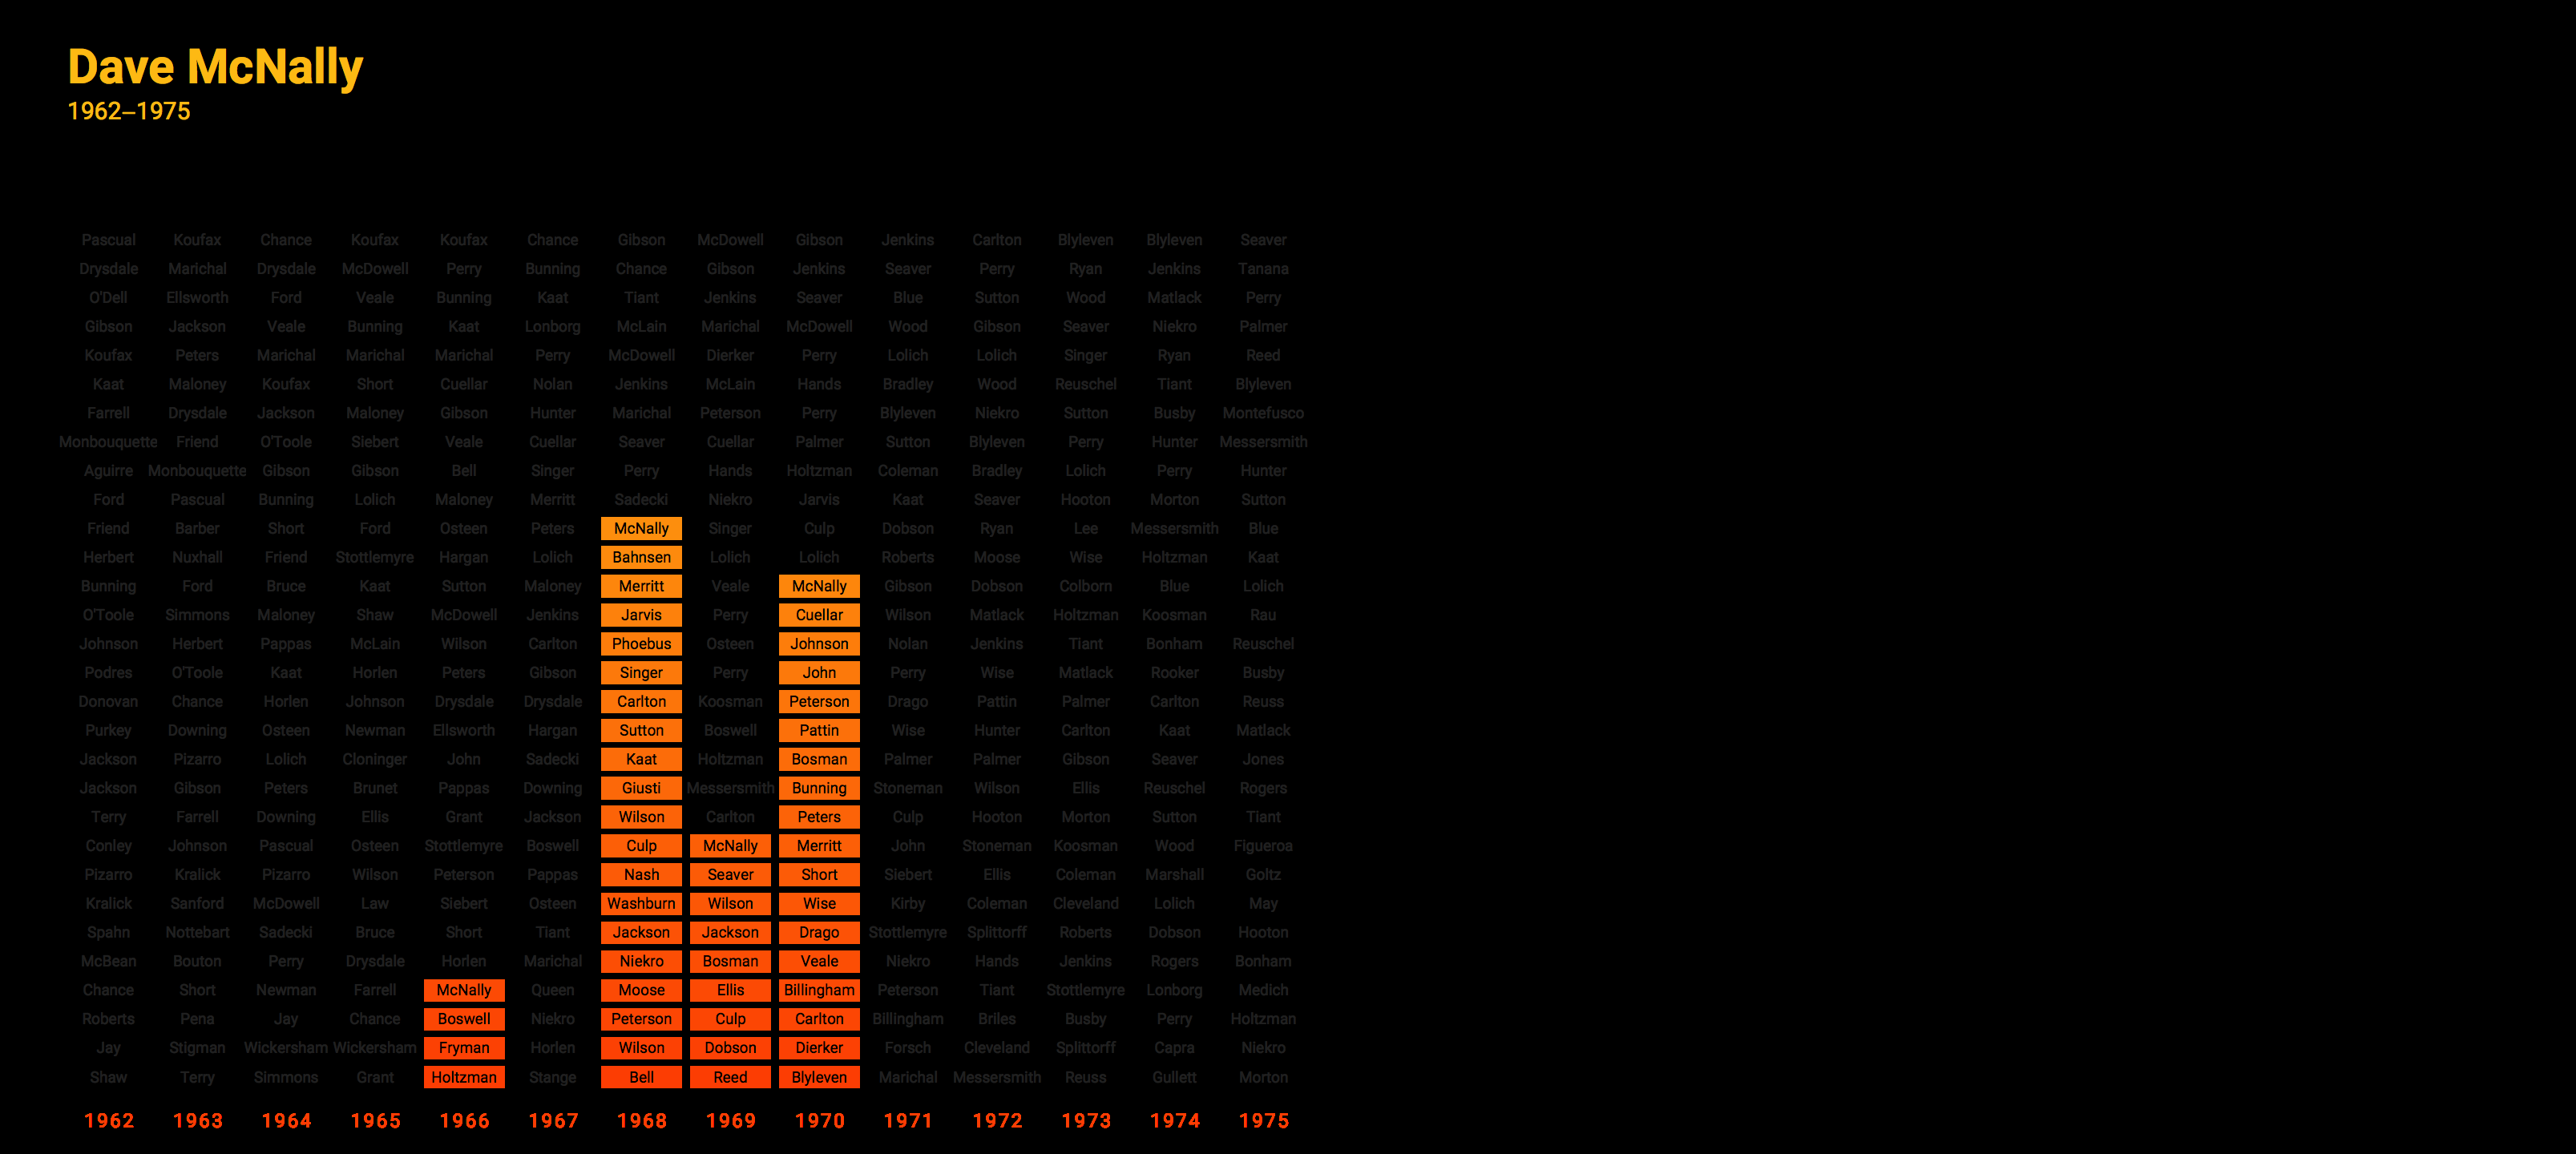 Dave McNally
1962–1975
Pascual Koufax Chance Koufax Koufax Chance Gibson McDowell Gibson Jenkins Carlton Blyleven Blyleven Seaver
Drysdale Marichal Drysdale McDowell Perry Bunning Chance Gibson Jenkins Seaver Perry Ryan Jenkins Tanana
O'Dell Ellsworth Ford Veale Bunning Kaat Tiant Jenkins Seaver Blue Sutton Wood Matlack Perry
Gibson Jackson Veale Bunning Kaat Lonborg McLain Marichal McDowell Wood Gibson Seaver Niekro Palmer
Koufax Peters Marichal Marichal Marichal Perry McDowell Dierker Perry Lolich Lolich Singer Ryan Reed
Kaat Maloney Koufax Short Cuellar Nolan Jenkins McLain Hands Bradley Wood Reuschel Tiant Blyleven
Farrell Drysdale Jackson Maloney Gibson Hunter Marichal Peterson Perry Blyleven Niekro Sutton Busby Montefusco
Monbouquette Friend O'Toole Siebert Veale Cuellar Seaver Cuellar Palmer Sutton Blyleven Perry Hunter Messersmith
Aguirre Monbouquette Gibson Gibson Bell Singer Perry Hands Holtzman Coleman Bradley Lolich Perry Hunter
Ford Pascual Bunning Lolich Maloney Merritt Sadecki Niekro Jarvis Kaat Seaver Hooton Morton Sutton
Friend Barber Short Ford Osteen Peters McNally Singer Culp Dobson Ryan Lee Messersmith Blue
Herbert Nuxhall Friend Stottlemyre Hargan Lolich Bahnsen Lolich Lolich Roberts Moose Wise Holtzman Kaat
Bunning Ford Bruce Kaat Sutton Maloney Merritt Veale McNally Gibson Dobson Colborn Blue Lolich
O'Toole Simmons Maloney Shaw McDowell Jenkins Jarvis Perry Cuellar Wilson Matlack Holtzman Koosman Rau
Johnson Herbert Pappas McLain Wilson Carlton Phoebus Osteen Johnson Nolan Jenkins Tiant Bonham Reuschel
Podres O'Toole Kaat Horlen Peters Gibson Singer Perry John Perry Wise Matlack Rooker Busby
Donovan Chance Horlen Johnson Drysdale Drysdale Carlton Koosman Peterson Drago Pattin Palmer Carlton Reuss
Purkey Downing Osteen Newman Ellsworth Hargan Sutton Boswell Pattin Wise Hunter Carlton Kaat Matlack
Jackson Pizarro Lolich Cloninger John Sadecki Kaat Holtzman Bosman Palmer Palmer Gibson Seaver Jones
Jackson Gibson Peters Brunet Pappas Downing Giusti Messersmith Bunning Stoneman Wilson Ellis Reuschel Rogers
Terry Farrell Downing Ellis Grant Jackson Wilson Carlton Peters Culp Hooton Morton Sutton Tiant
Conley Johnson Pascual Osteen Stottlemyre Boswell Culp McNally Merritt John Stoneman Koosman Wood Figueroa
Pizarro Kralick Pizarro Wilson Peterson Pappas Nash Seaver Short Siebert Ellis Coleman Marshall Goltz
Kralick Sanford McDowell Law Siebert Osteen Washburn Wilson Wise Kirby Coleman Cleveland Lolich May
Spahn Nottebart Sadecki Bruce Short Tiant Jackson Jackson Drago Stottlemyre Splittorff Roberts Dobson Hooton
McBean Bouton Perry Drysdale Horlen Marichal Niekro Bosman Veale Niekro Hands Jenkins Rogers Bonham
Chance Short Newman Farrell McNally Queen Moose Ellis Billingham Peterson Tiant Stottlemyre Lonborg Medich
Roberts Pena Jay Chance Boswell Niekro Peterson Culp Carlton Billingham Briles Busby Perry Holtzman
Jay Stigman Wickersham Wickersham Fryman Horlen Wilson Dobson Dierker Forsch Cleveland Splittorff Capra Niekro
Shaw Terry Simmons Grant Holtzman Stange Bell Reed Blyleven Marichal Messersmith Reuss Gullett Morton
1962 1963 1964 1965 1966 1967 1968 1969 1970 1971 1972 1973 1974 1975